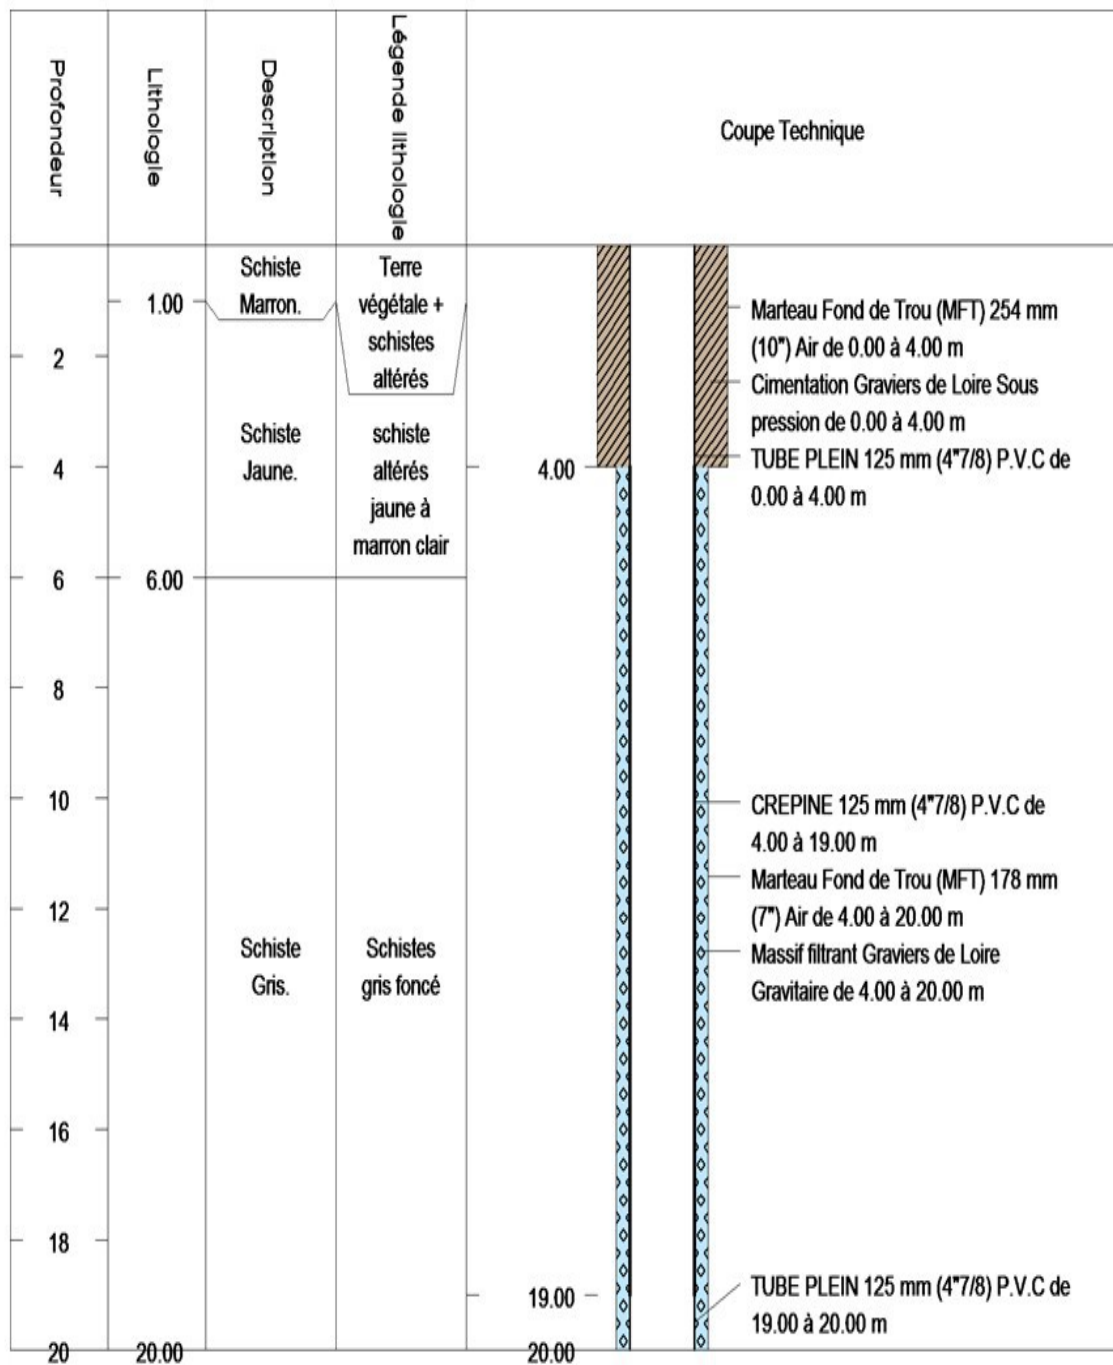 Profondeur
Lithologie
Description
Légende lithologie
Coupe Technique
Schiste
Marron.
Terre
végétale +
schistes
altérés
1.00
2
Schiste
Jaune.
schiste
altérés
jaune à
marron clair
4
4.00
6
6.00
8
10
12
14
16
18
20
20.00
Schiste
Gris.
Schistes
gris foncé
19.00
20.00
Marteau Fond de Trou (MFT) 254 mm
(10") Air de 0.00 à 4.00 m
Cimentation Graviers de Loire Sous
pression de 0.00 à 4.00 m
TUBE PLEIN 125 mm (4"7/8) P.V.C de
0.00 à 4.00 m
CREPINE 125 mm (4"7/8) P.V.C de
4.00 à 19.00 m
Marteau Fond de Trou (MFT) 178 mm
(7") Air de 4.00 à 20.00 m
Massif filtrant Graviers de Loire
Gravitaire de 4.00 à 20.00 m
TUBE PLEIN 125 mm (4"7/8) P.V.C de
19.00 à 20.00 m